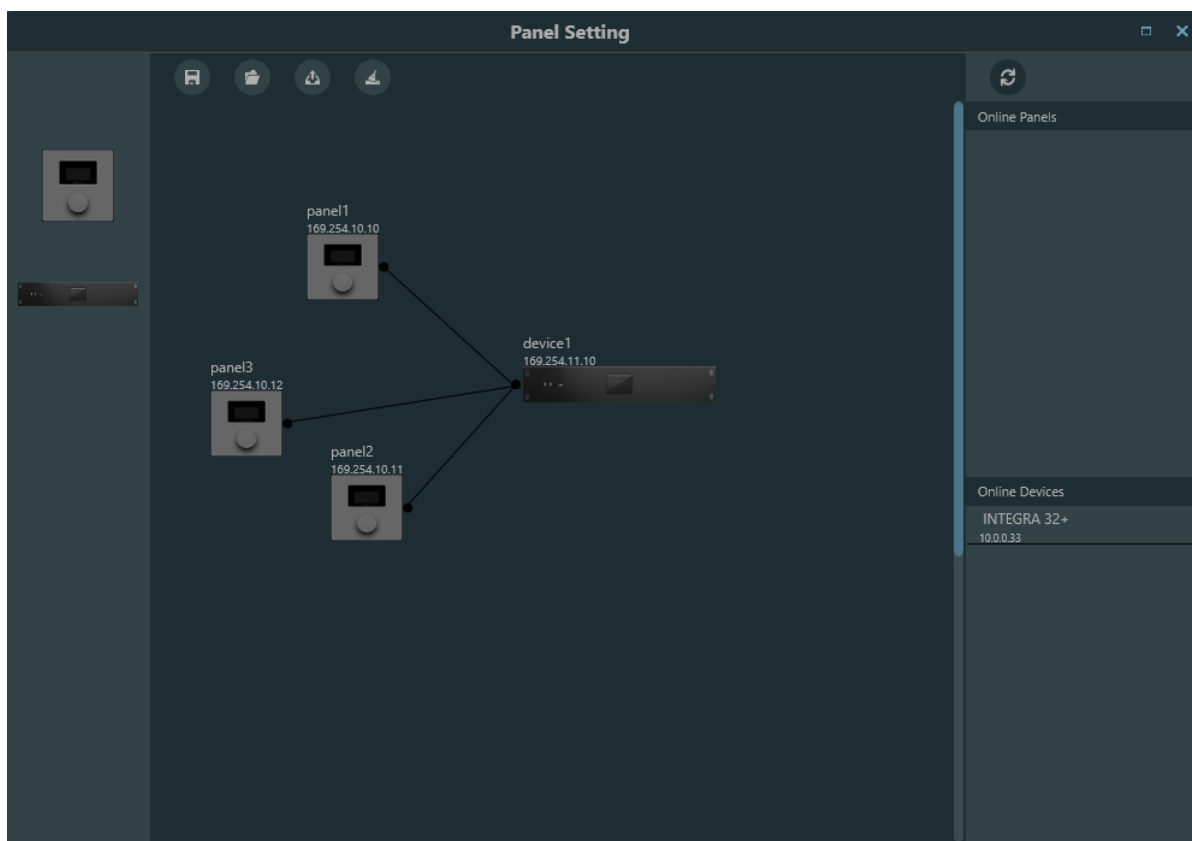 Panel Setting
Online Panels
panel1
169.254.10.10
device1
169.254.11.10
panel3
169.254.10.12
panel2
169.254.10.11
Online Devices
INTEGRA 32+
10.0.0.33